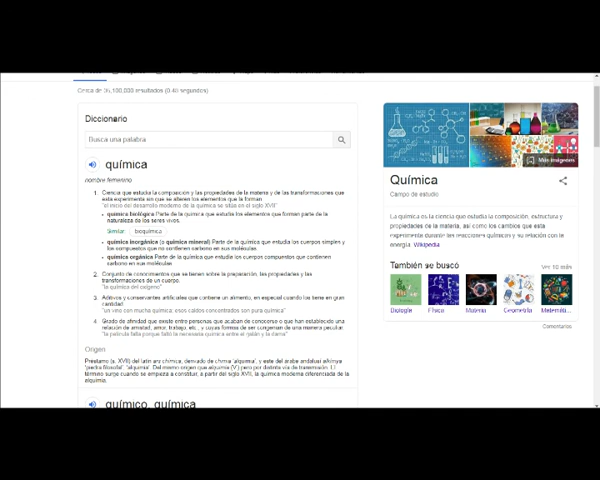 Cerca de resultados (0.45 segundos)
Diccionario
Busca una palabra
química
nombre femenino
1. Ciencia que estudia la composición y las propiedades de la materia y de las transformaciones que
esta experimenta sin que se alteren los elementos que la forman.
"el inicio del desarrollo moderno de la química se sitúa en el siglo XVII"
• química biológica Parte de la química que estudia los elementos que forman parte de la
naturaleza de los seres vivos.
Similar bioquímica
• química inorgánica (o química mineral) Parte de la química que estudia los cuerpos simples y
los compuestos que no contienen carbono en sus moléculas.
• química orgánica Parte de la química que estudia los cuerpos compuestos que contienen
carbono en sus moléculas.
2. Conjunto de conocimientos que se tienen sobre la preparación, las propiedades y las
transformaciones de un cuerpo.
"la química del oxígeno"
3. Aditivos y conservantes artificiales que contiene un alimento, en especial cuando los tiene en gran
cantidad.
"un vino con mucha química; esos caldos concentrados son pura química"
4. Grado de afinidad que existe entre personas que acaban de conocerse o que han establecido una
relación de amistad, amor, trabajo, etc., y cuyas formas de ser congenian de una manera peculiar.
"la película falla porque falta la necesaria química entre el galán y la dama"
Origen
Préstamo (s. XVII) del latín ars chimica, derivado de chimia 'alquimia', y este del árabe andalusí
'piedra filosofal', 'alquimia'. Del mismo origen que alquimia (V.) pero por distinta vía de transmisión. El
término surge cuando se empieza a constituir, a partir del siglo XVII, la química moderna diferenciada de la
alquimia.
químico, química
Más imágenes
Química
Campo de estudio
La química es la ciencia que estudia la composición, estructura y
propiedades de la materia, así como los cambios que esta
experimenta durante las reacciones químicas y su relación con la
energía. Wikipedia
También se buscó
Ver 10 más
Biología Física Materia Geometría Matemáti...
Comentarios